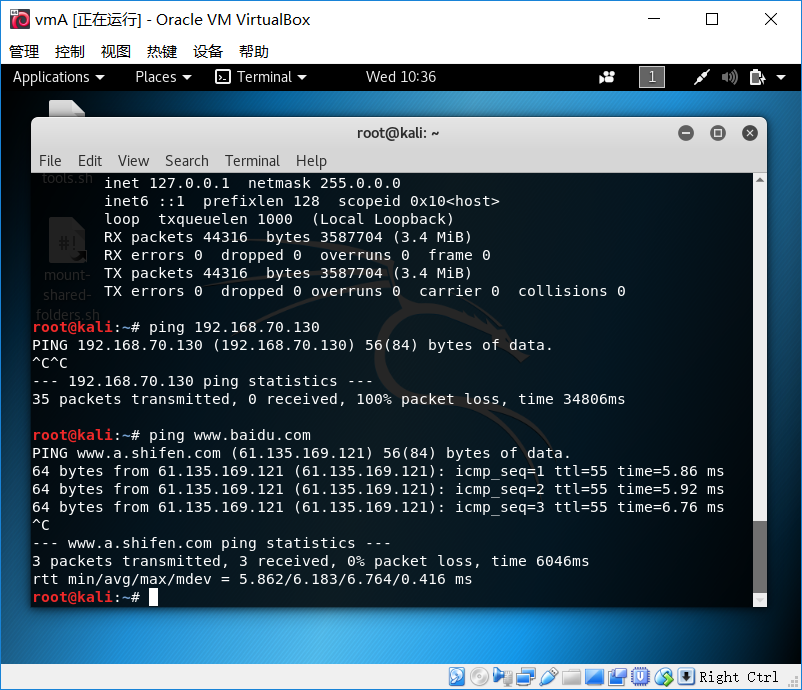 vmA [正在运行] - Oracle VM VirtualBox
管理 控制 视图 热键 设备 帮助
Applications Places Terminal Wed 10:36 1
root@kali: ~
File Edit View Search Terminal Help
tools.sh
inet 127.0.0.1 netmask 255.0.0.0
inet6 ::1 prefixlen 128 scopeid 0x10<host>
loop txqueuelen 1000 (Local Loopback)
RX packets 44316 bytes 3587704 (3.4 MiB)
RX errors 0 dropped 0 overruns 0 frame 0
TX packets 44316 bytes 3587704 (3.4 MiB)
TX errors 0 dropped 0 overruns 0 carrier 0 collisions 0
#!
mount-
shared-
folders.sh
root@kali:~# ping 192.168.70.130
PING 192.168.70.130 (192.168.70.130) 56(84) bytes of data.
^C^C
--- 192.168.70.130 ping statistics ---
35 packets transmitted, 0 received, 100% packet loss, time 34806ms
root@kali:~# ping www.baidu.com
PING www.a.shifen.com (61.135.169.121) 56(84) bytes of data.
64 bytes from 61.135.169.121 (61.135.169.121): icmp_seq=1 ttl=55 time=5.86 ms
64 bytes from 61.135.169.121 (61.135.169.121): icmp_seq=2 ttl=55 time=5.92 ms
64 bytes from 61.135.169.121 (61.135.169.121): icmp_seq=3 ttl=55 time=6.76 ms
^C
--- www.a.shifen.com ping statistics ---
3 packets transmitted, 3 received, 0% packet loss, time 6046ms
rtt min/avg/max/mdev = 5.862/6.183/6.764/0.416 ms
root@kali:~#
Right Ctrl